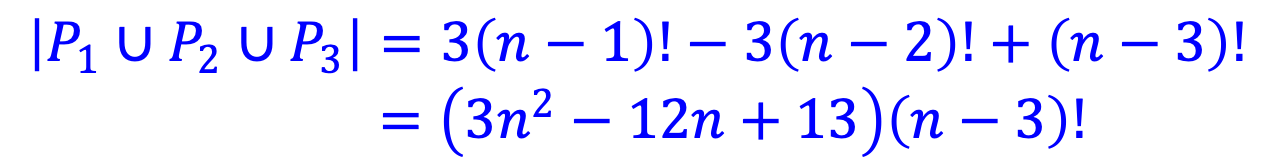 |P₁ ∪ P₂ ∪ P₃| = 3(n − 1)! − 3(n − 2)! + (n − 3)!
= (3n² − 12n + 13)(n − 3)!